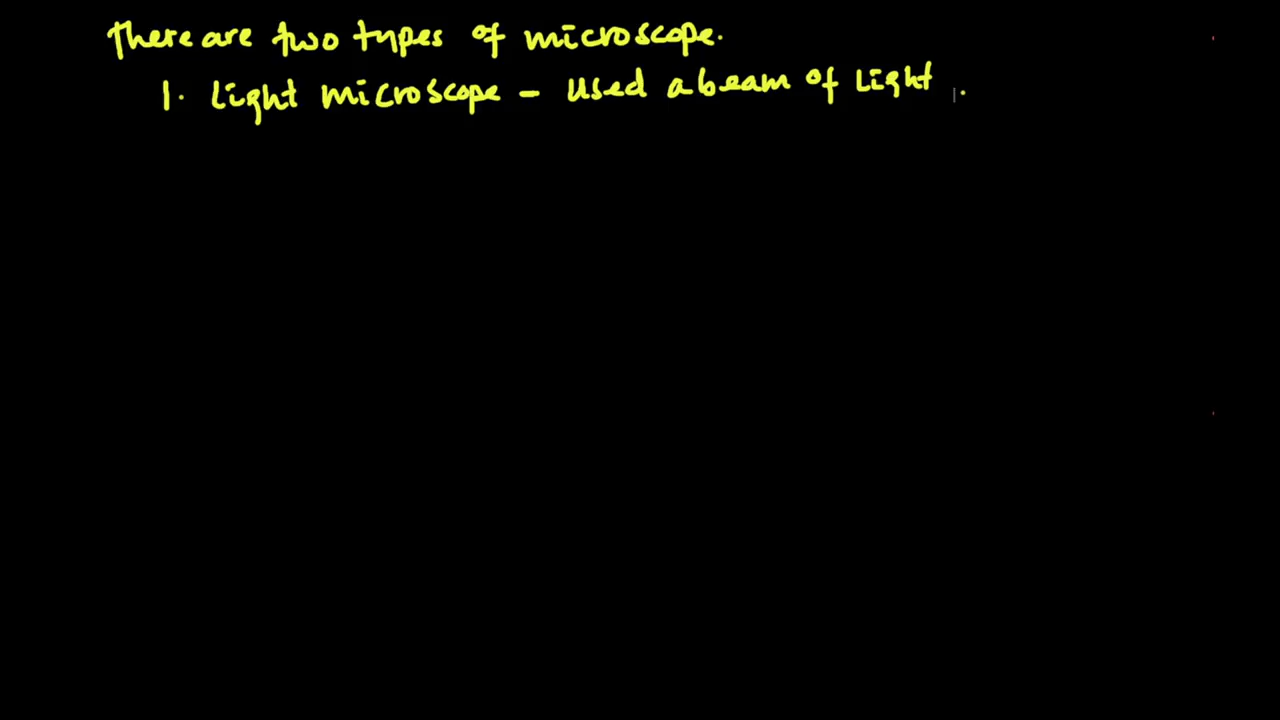 There are two types of microscope.
1. Light microscope - used a beam of Light .